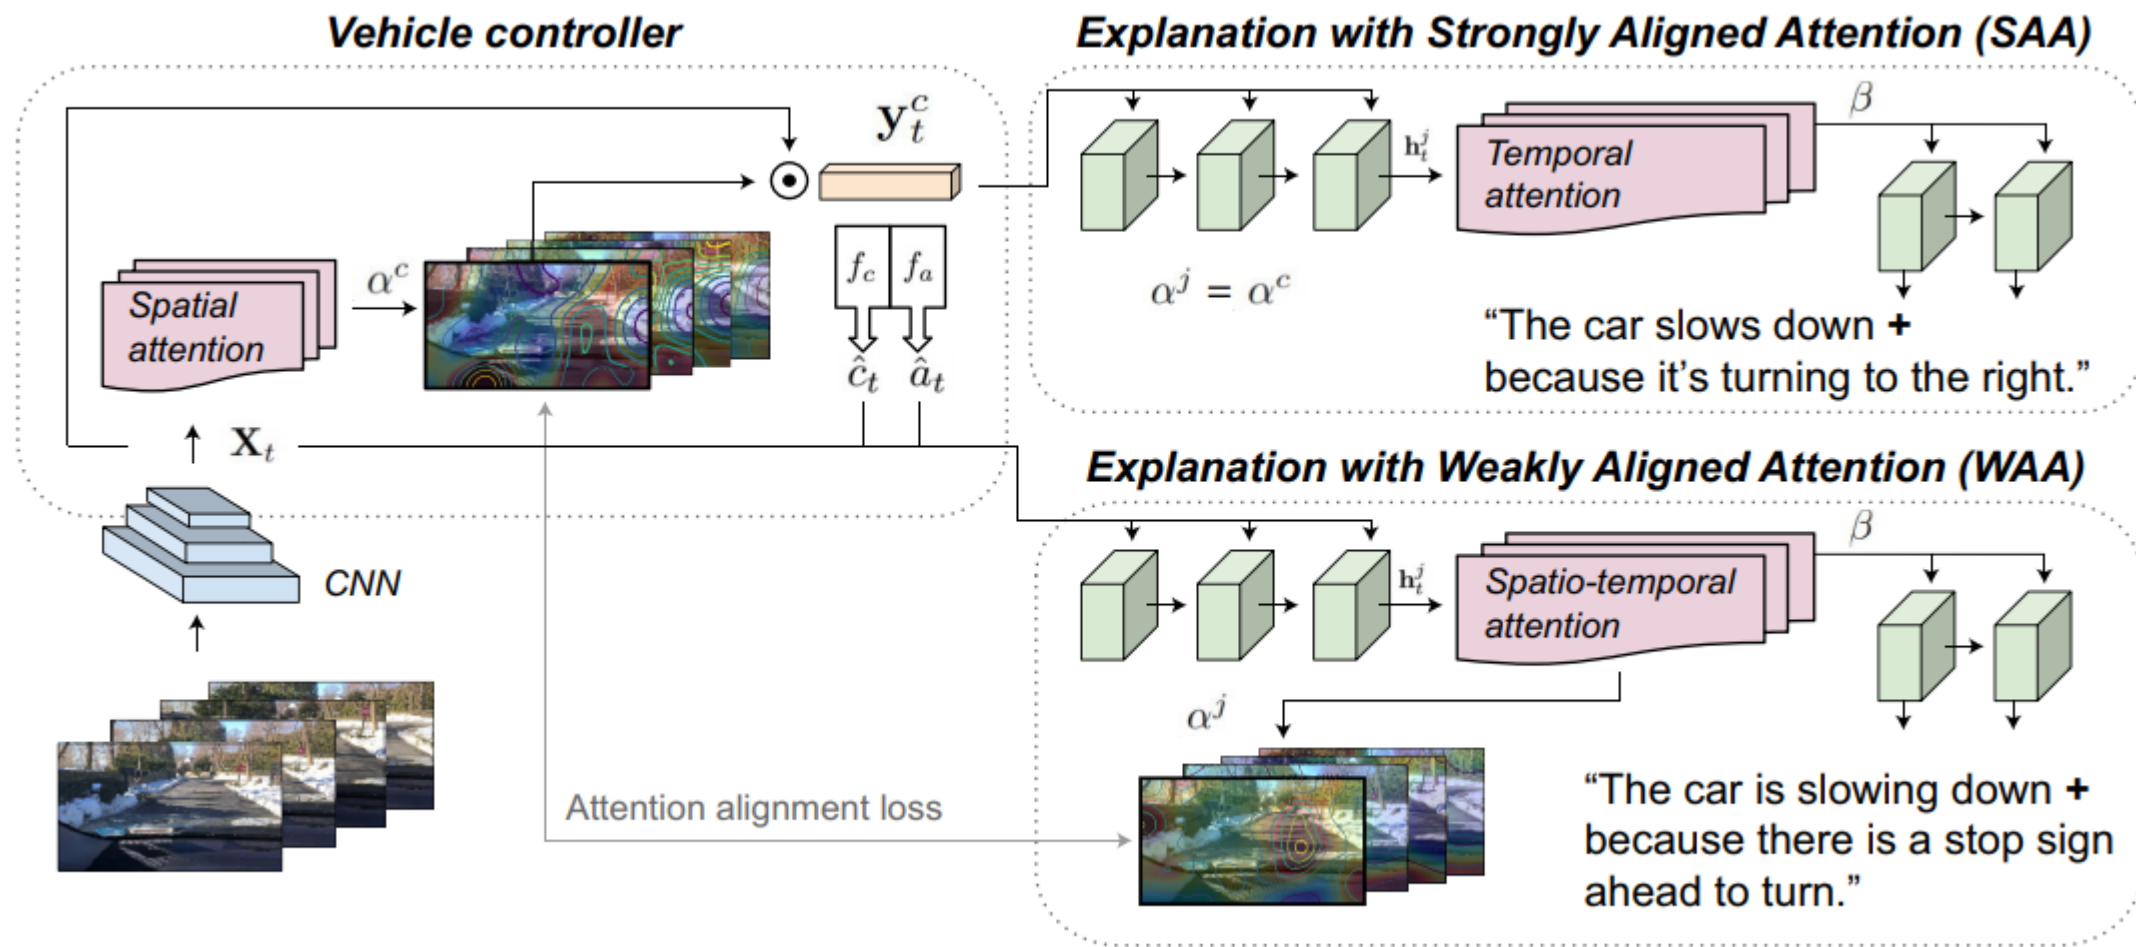 Vehicle controller
Explanation with Strongly Aligned Attention (SAA)
y_t^c
Spatial
attention
α^c
f_c
f_a
ĉ_t
â_t
X_t
CNN
h_t^j
Temporal
attention
β
α^j = α^c
“The car slows down +
because it’s turning to the right.”
Explanation with Weakly Aligned Attention (WAA)
h_t^j
Spatio-temporal
attention
β
α^j
Attention alignment loss
“The car is slowing down +
because there is a stop sign
ahead to turn.”